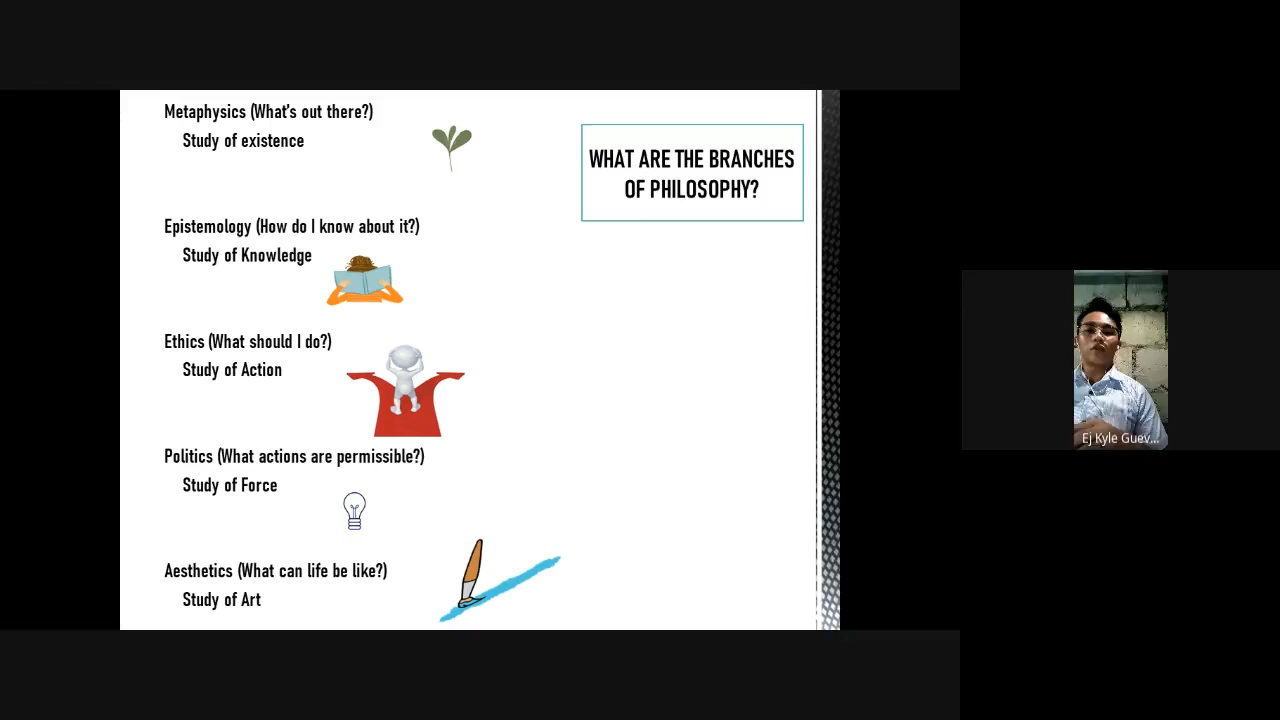 Metaphysics (What's out there?)
Study of existence
Epistemology (How do I know about it?)
Study of Knowledge
Ethics (What should I do?)
Study of Action
Politics (What actions are permissible?)
Study of Force
Aesthetics (What can life be like?)
Study of Art
WHAT ARE THE BRANCHES
OF PHILOSOPHY?
Ej Kyle Guev...